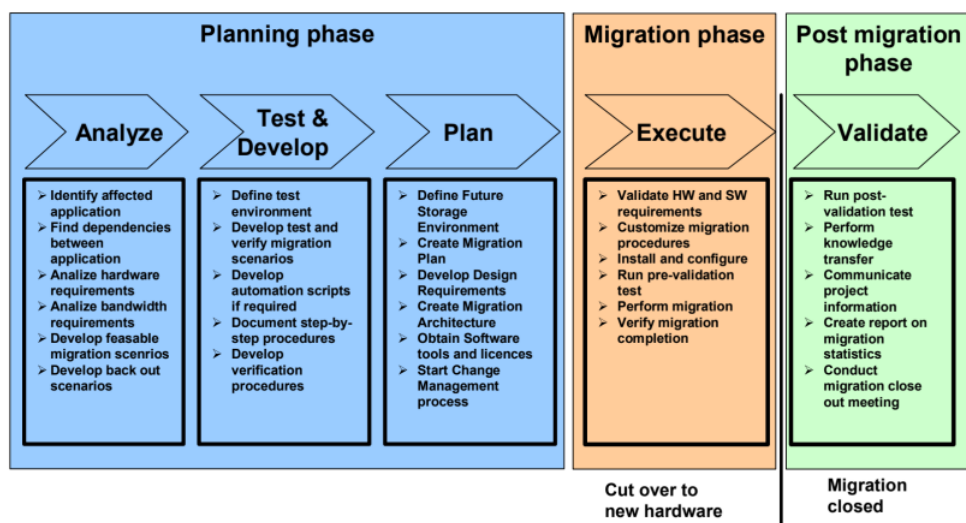 Planning phase
Migration phase
Post migration
phase
Analyze
Test &
Develop
Plan
Execute
Validate
➢ Identify affected
application
➢ Find dependencies
between
application
➢ Analize hardware
requirements
➢ Analize bandwidth
requirements
➢ Develop feasable
migration scenrios
➢ Develop back out
scenarios
➢ Define test
environment
➢ Develop test and
verify migration
scenarios
➢ Develop
automation scripts
if required
➢ Document step-by-
step procedures
➢ Develop
verification
procedures
➢ Define Future
Storage
Environment
➢ Create Migration
Plan
➢ Develop Design
Requirements
➢ Create Migration
Architecture
➢ Obtain Software
tools and licences
➢ Start Change
Management
process
➢ Validate HW and SW
requirements
➢ Customize migration
procedures
➢ Install and configure
➢ Run pre-validation
test
➢ Perform migration
➢ Verify migration
completion
➢ Run post-
validation test
➢ Perform
knowledge
transfer
➢ Communicate
project
information
➢ Create report on
migration
statistics
➢ Conduct
migration close
out meeting
Cut over to
new hardware
Migration
closed